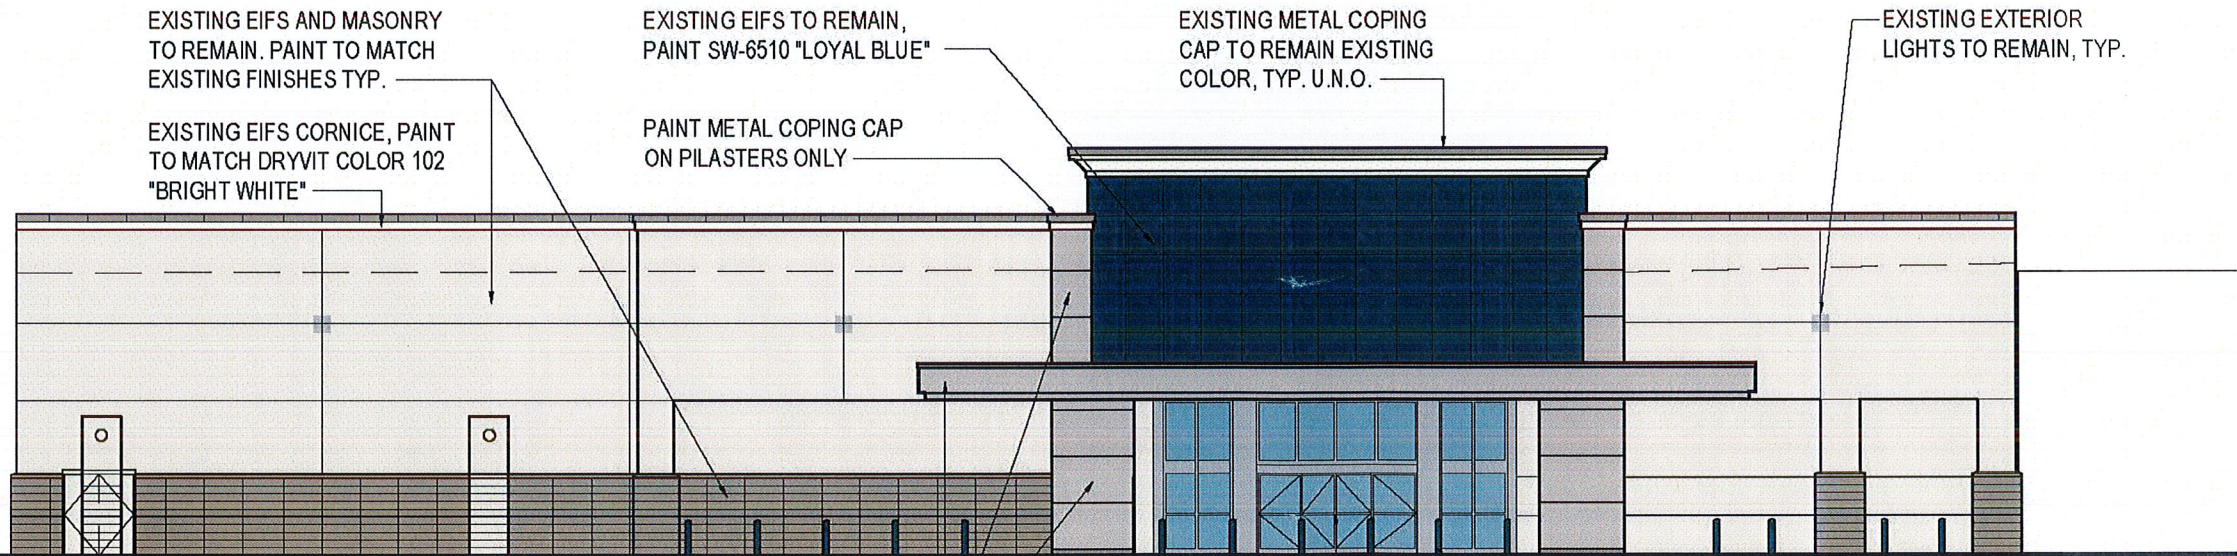 EXISTING EIFS AND MASONRY
TO REMAIN. PAINT TO MATCH
EXISTING FINISHES TYP.
EXISTING EIFS CORNICE, PAINT
TO MATCH DRYVIT COLOR 102
"BRIGHT WHITE"
EXISTING EIFS TO REMAIN,
PAINT SW-6510 "LOYAL BLUE"
PAINT METAL COPING CAP
ON PILASTERS ONLY
EXISTING METAL COPING
CAP TO REMAIN EXISTING
COLOR, TYP. U.N.O.
EXISTING EXTERIOR
LIGHTS TO REMAIN, TYP.